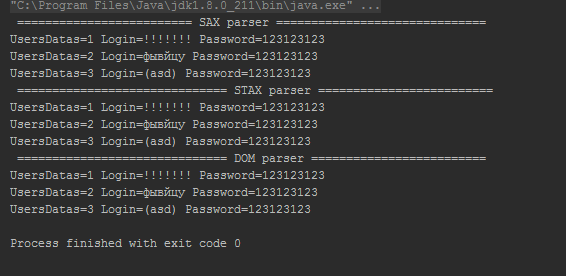 "C:\Program Files\Java\jdk1.8.0_211\bin\java.exe" ...
========================= SAX parser ==========================
UsersDatas=1 Login=!!!!!!! Password=123123123
UsersDatas=2 Login=фывйцу Password=123123123
UsersDatas=3 Login=(asd) Password=123123123
============================== STAX parser =========================
UsersDatas=1 Login=!!!!!!! Password=123123123
UsersDatas=2 Login=фывйцу Password=123123123
UsersDatas=3 Login=(asd) Password=123123123
============================== DOM parser =========================
UsersDatas=1 Login=!!!!!!! Password=123123123
UsersDatas=2 Login=фывйцу Password=123123123
UsersDatas=3 Login=(asd) Password=123123123
Process finished with exit code 0